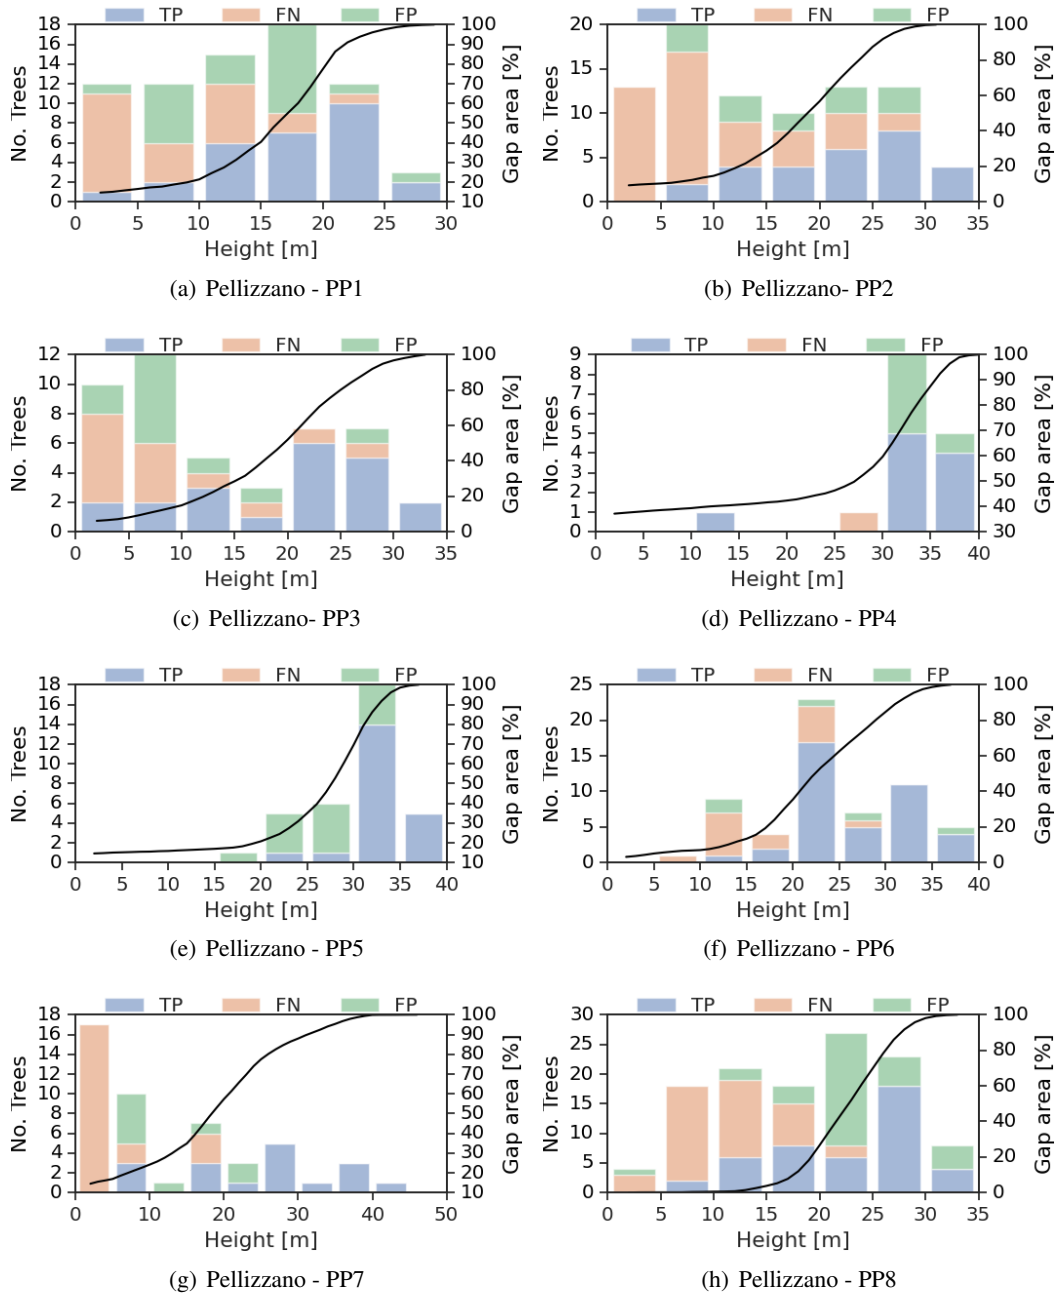 TP FN FP
18 16 14 12 10 8 6 4 2 0
100 90 80 70 60 50 40 30 20 10
0 5 10 15 20 25 30
No. Trees
Gap area [%]
Height [m]
(a) Pellizzano - PP1
TP FN FP
20 15 10 5 0
100 80 60 40 20 0
0 5 10 15 20 25 30 35
No. Trees
Gap area [%]
Height [m]
(b) Pellizzano- PP2
TP FN FP
12 10 8 6 4 2 0
100 80 60 40 20 0
0 5 10 15 20 25 30 35
No. Trees
Gap area [%]
Height [m]
(c) Pellizzano- PP3
TP FN FP
9 8 7 6 5 4 3 2 1 0
100 90 80 70 60 50 40 30
0 5 10 15 20 25 30 35 40
No. Trees
Gap area [%]
Height [m]
(d) Pellizzano - PP4
TP FN FP
18 16 14 12 10 8 6 4 2 0
100 90 80 70 60 50 40 30 20 10
0 5 10 15 20 25 30 35 40
No. Trees
Gap area [%]
Height [m]
(e) Pellizzano - PP5
TP FN FP
25 20 15 10 5 0
100 80 60 40 20 0
0 5 10 15 20 25 30 35 40
No. Trees
Gap area [%]
Height [m]
(f) Pellizzano - PP6
TP FN FP
18 16 14 12 10 8 6 4 2 0
100 90 80 70 60 50 40 30 20 10
0 10 20 30 40 50
No. Trees
Gap area [%]
Height [m]
(g) Pellizzano - PP7
TP FN FP
30 25 20 15 10 5 0
100 80 60 40 20 0
0 5 10 15 20 25 30 35
No. Trees
Gap area [%]
Height [m]
(h) Pellizzano - PP8